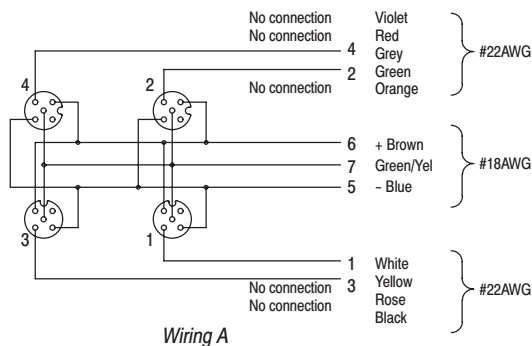 No connection Violet
No connection Red
4 Grey
2 Green
No connection Orange
#22AWG
4
2
6 + Brown
7 Green/Yel
5 – Blue
#18AWG
3
1
1 White
3 Yellow
No connection
No connection Rose
Black
#22AWG
Wiring A